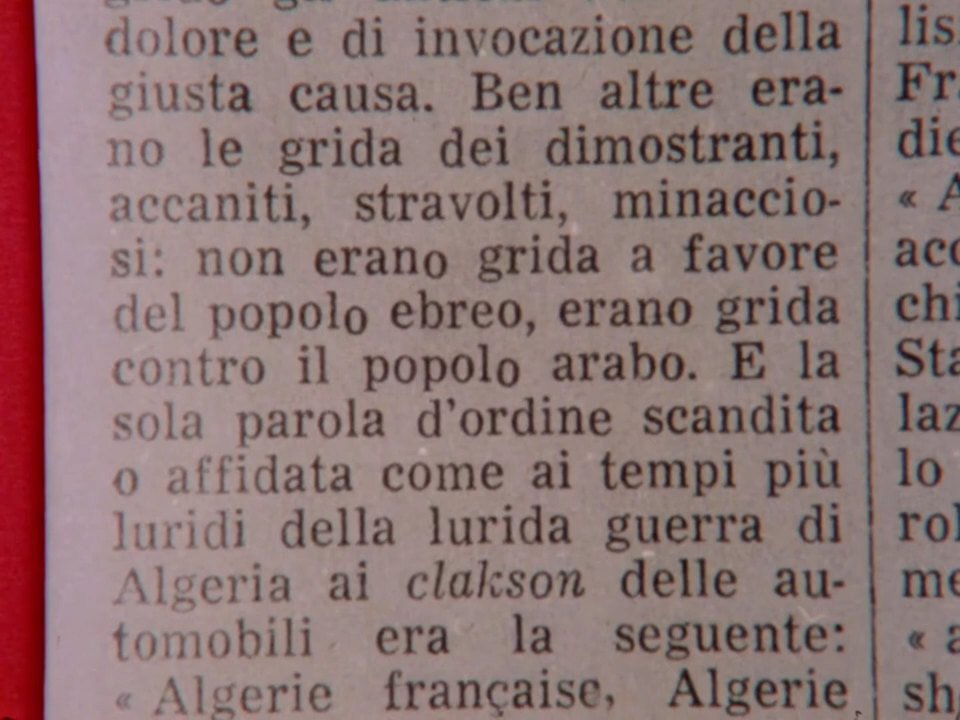 dolore e di invocazione della
giusta causa. Ben altre era-
no le grida dei dimostranti,
accaniti, stravolti, minaccio-
si: non erano grida a favore
del popolo ebreo, erano grida
contro il popolo arabo. E la
sola parola d'ordine scandita
o affidata come ai tempi più
luridi della lurida guerra di
Algeria ai clakson delle au-
tomobili era la seguente:
« Algerie française, Algerie